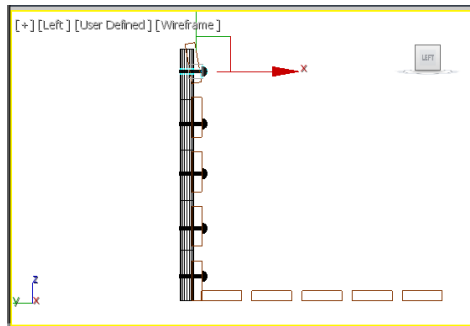 [+] [Left] [User Defined] [Wireframe]
LEFT
x
z
y x